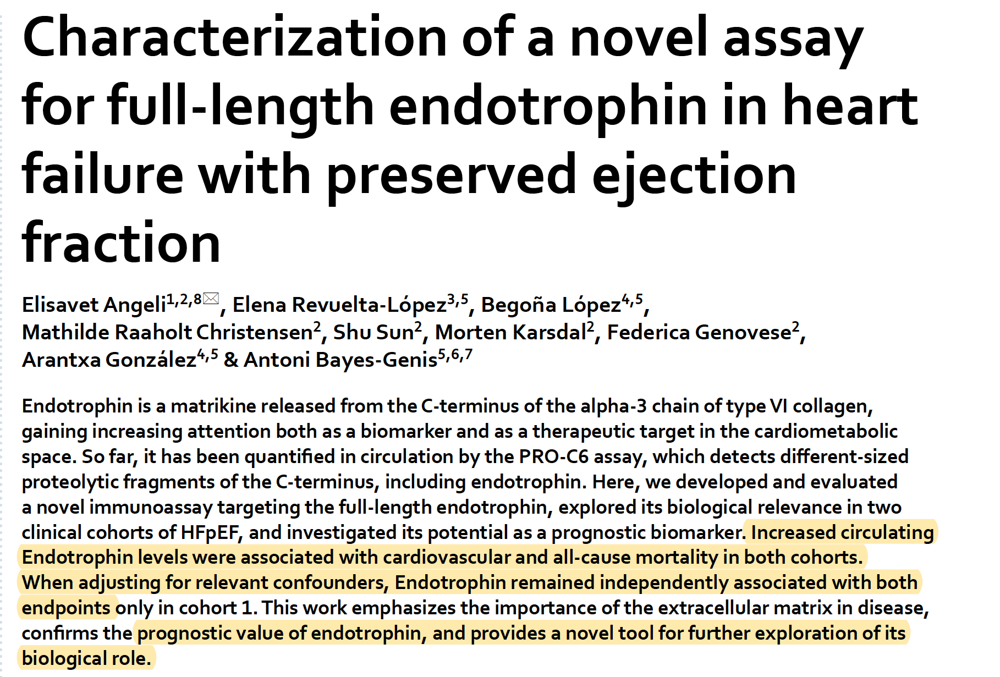 Characterization of a novel assay
for full-length endotrophin in heart
failure with preserved ejection
fraction
Elisavet Angeli1,2,8✉, Elena Revuelta-López3,5, Begoña López4,5,
Mathilde Raaholt Christensen2, Shu Sun2, Morten Karsdal2, Federica Genovese2,
Arantxa González4,5 & Antoni Bayes-Genis5,6,7
Endotrophin is a matrikine released from the C-terminus of the alpha-3 chain of type VI collagen,
gaining increasing attention both as a biomarker and as a therapeutic target in the cardiometabolic
space. So far, it has been quantified in circulation by the PRO-C6 assay, which detects different-sized
proteolytic fragments of the C-terminus, including endotrophin. Here, we developed and evaluated
a novel immunoassay targeting the full-length endotrophin, explored its biological relevance in two
clinical cohorts of HFpEF, and investigated its potential as a prognostic biomarker. Increased circulating
Endotrophin levels were associated with cardiovascular and all-cause mortality in both cohorts.
When adjusting for relevant confounders, Endotrophin remained independently associated with both
endpoints only in cohort 1. This work emphasizes the importance of the extracellular matrix in disease,
confirms the prognostic value of endotrophin, and provides a novel tool for further exploration of its
biological role.